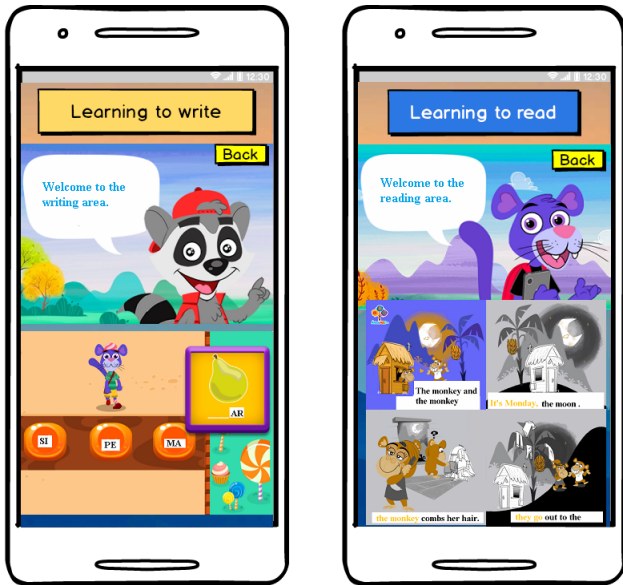 12.30
Learning to write
Back
Welcome to the
writing area.
____AR
SI
PE
MA
12.30
Learning to read
Back
Welcome to the
reading area.
The monkey and
the monkey
It's Monday, the moon .
the monkey combs her hair.
they go out to the